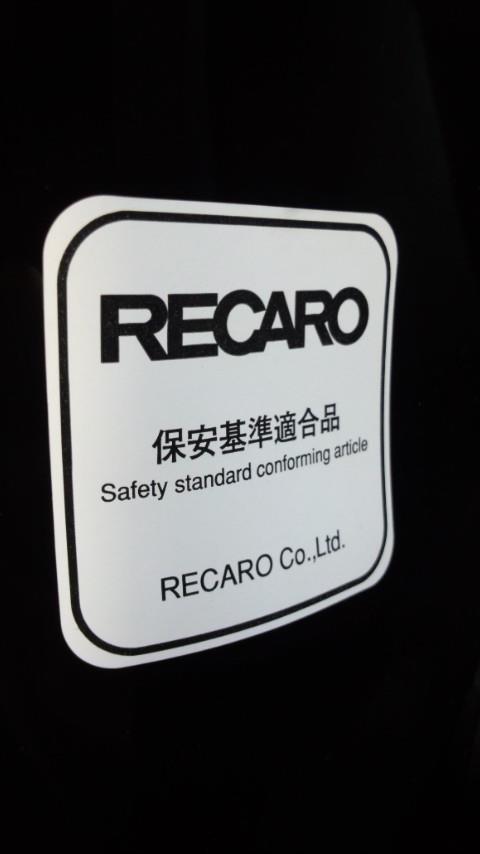 RECARO
保安基準適合品
Safety standard conforming article
RECARO Co.,Ltd.